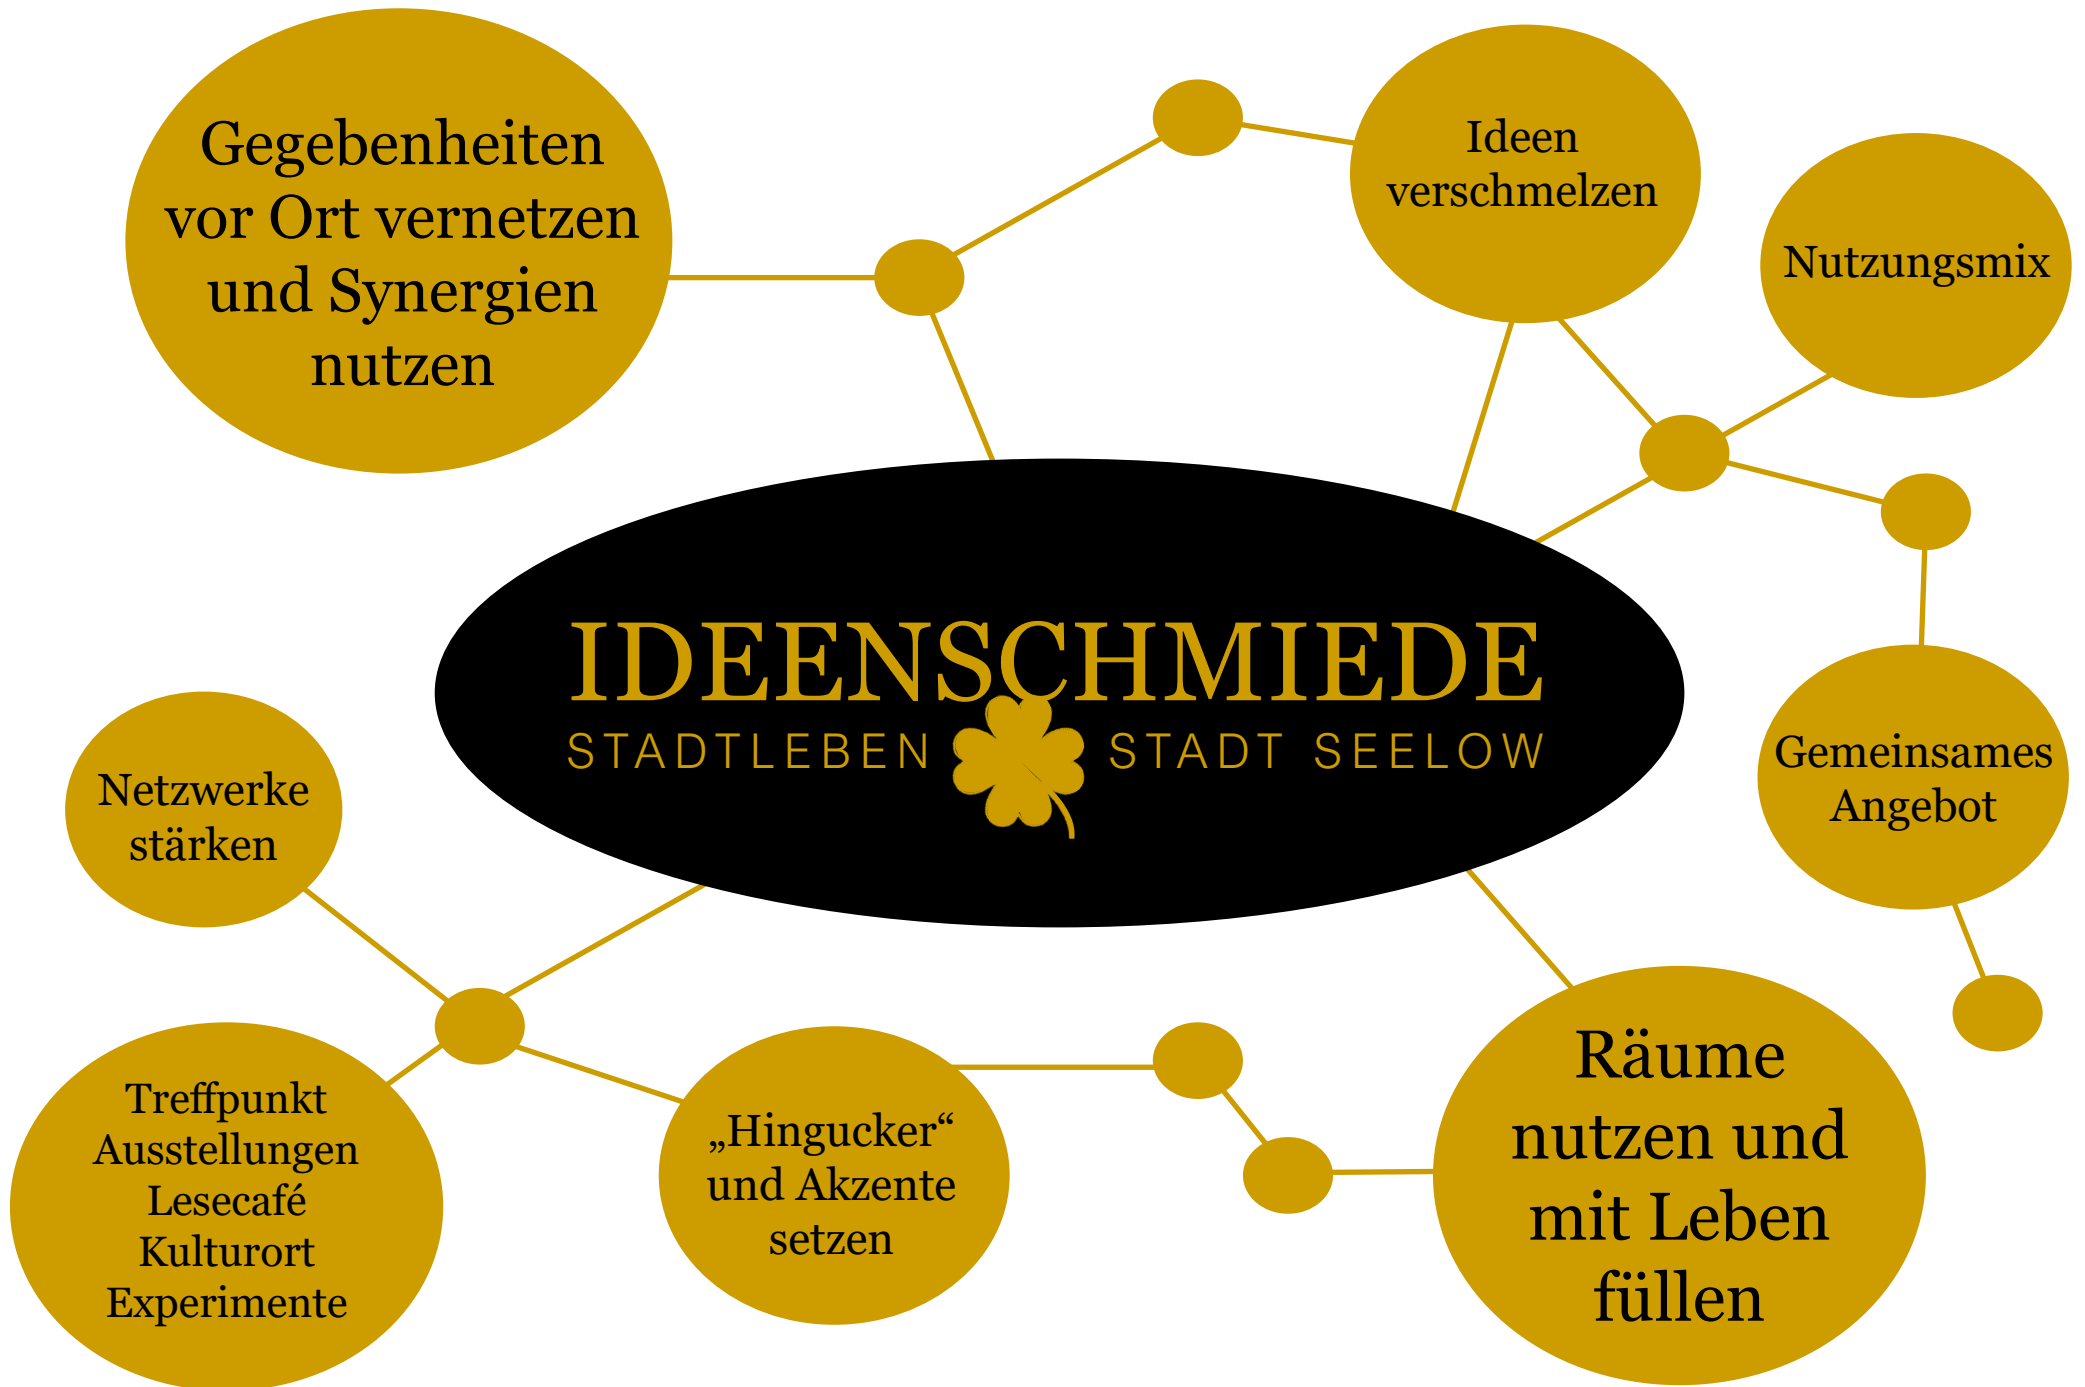 Gegebenheiten
vor Ort vernetzen
und Synergien
nutzen
Ideen
verschmelzen
Nutzungsmix
IDEENSCHMIEDE
STADTLEBEN STADT SEELOW
Gemeinsames
Angebot
Netzwerke
stärken
Treffpunkt
Ausstellungen
Lesecafé
Kulturort
Experimente
„Hingucker“
und Akzente
setzen
Räume
nutzen und
mit Leben
füllen